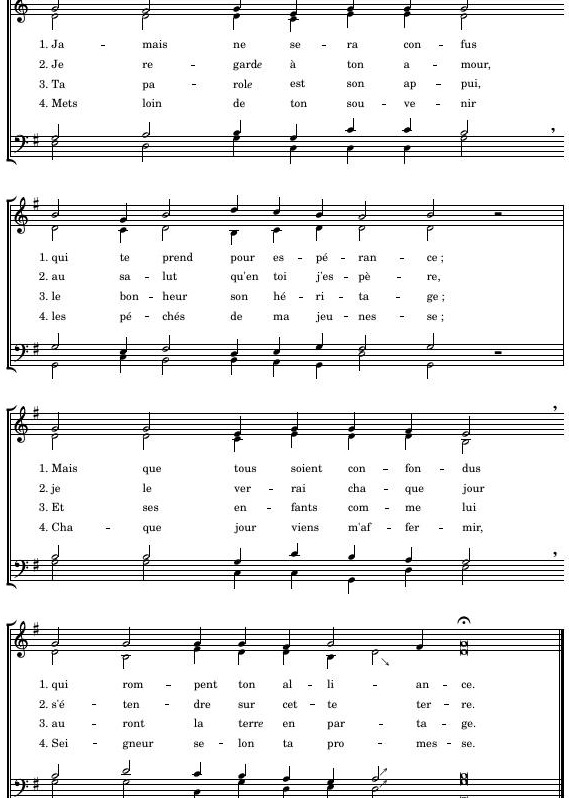 1. Ja - mais ne se - ra con - fus
2. Je re - garde à ton a - mour,
3. Ta pa - role est son ap - pui,
4. Mets loin de ton sou - ve - nir
1. qui te prend pour es - pé - ran - ce ;
2. au sa - lut qu'en toi j'es - pè - re,
3. le bon - heur son hé - ri - ta - ge ;
4. les pé - chés de ma jeu - nes - se ;
1. Mais que tous soient con - fon - dus
2. je le ver - rai cha - que jour
3. Et ses en - fants com - me lui
4. Cha - que jour viens m'af - fer - mir,
1. qui rom - pent ton al - li - an - ce.
2. s'é - ten - dre sur cet - te ter - re.
3. au - ront la terre en par - ta - ge.
4. Sei - gneur se - lon ta pro - mes - se.